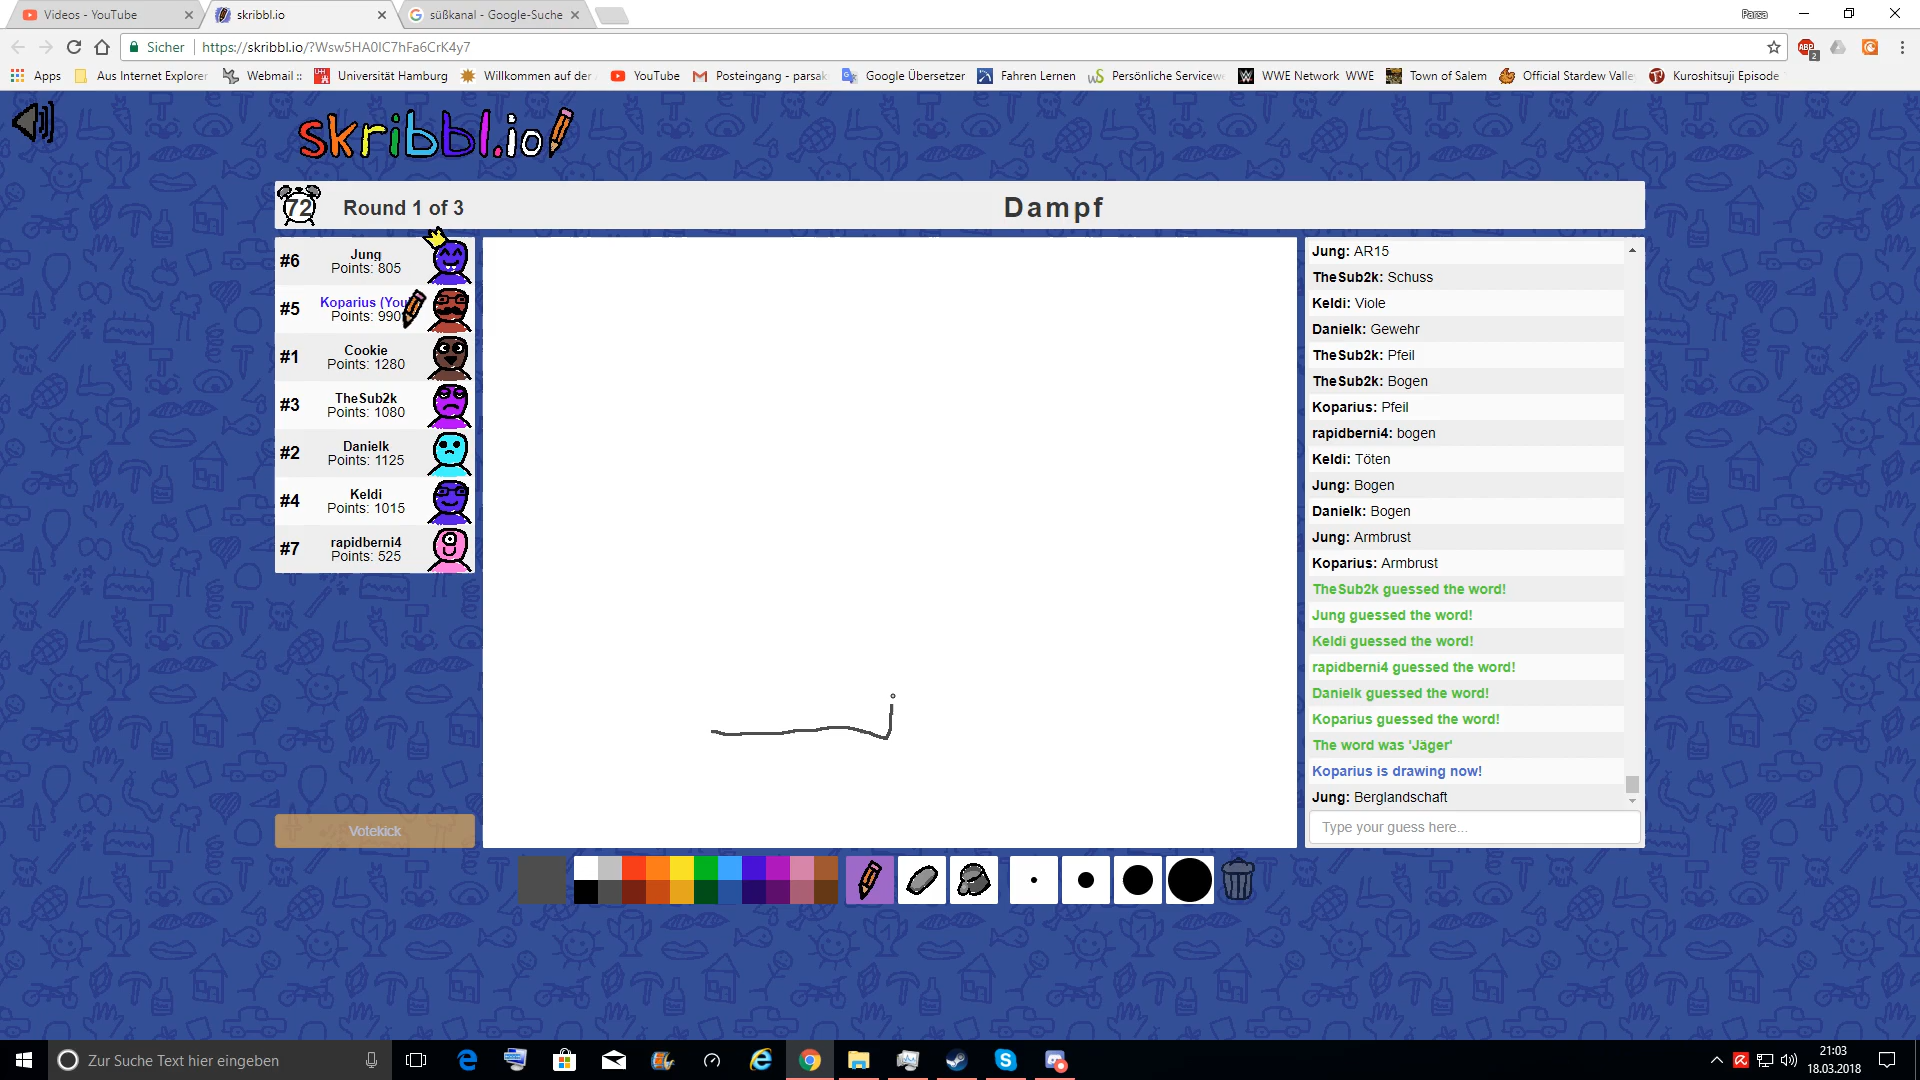 Videos - YouTube
skribbl.io
süßkanal - Google-Suche
Parsa
Sicher
https://skribbl.io/?Wsw5HA0IC7hFa6CrK4y7
ABP
2
Apps
Aus Internet Explorer
Webmail ::
Universität Hamburg
Willkommen auf der
YouTube
Posteingang - parsak
Google Übersetzer
Fahren Lernen
Persönliche Servicew
WWE Network WWE
Town of Salem
Official Stardew Valle
Kuroshitsuji Episode
skribbl.io
72
Round 1 of 3
Dampf
#6
Jung
Points: 805
#5
Koparius (You
Points: 990
#1
Cookie
Points: 1280
#3
TheSub2k
Points: 1080
#2
Danielk
Points: 1125
#4
Keldi
Points: 1015
#7
rapidberni4
Points: 525
Votekick
Jung: AR15
TheSub2k: Schuss
Keldi: Viole
Danielk: Gewehr
TheSub2k: Pfeil
TheSub2k: Bogen
Koparius: Pfeil
rapidberni4: bogen
Keldi: Töten
Jung: Bogen
Danielk: Bogen
Jung: Armbrust
Koparius: Armbrust
TheSub2k guessed the word!
Jung guessed the word!
Keldi guessed the word!
rapidberni4 guessed the word!
Danielk guessed the word!
Koparius guessed the word!
The word was 'Jäger'
Koparius is drawing now!
Jung: Berglandschaft
Type your guess here...
Zur Suche Text hier eingeben
21:03
18.03.2018